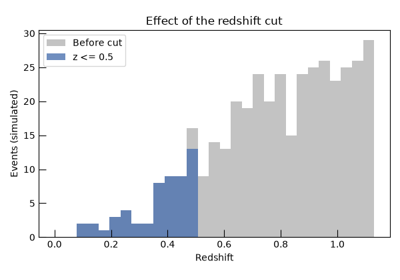 Effect of the redshift cut
Before cut
z <= 0.5
Events (simulated)
30
25
20
15
10
5
0
0.0 0.2 0.4 0.6 0.8 1.0
Redshift